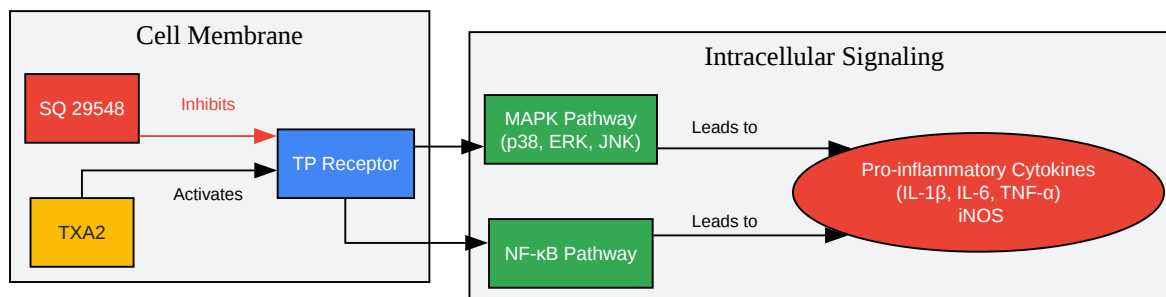 Cell Membrane
SQ 29548
Inhibits
TP Receptor
Activates
TXA2
Intracellular Signaling
MAPK Pathway
(p38, ERK, JNK)
Leads to
Pro-inflammatory Cytokines
(IL-1β, IL-6, TNF-α)
iNOS
Leads to
NF-κB Pathway